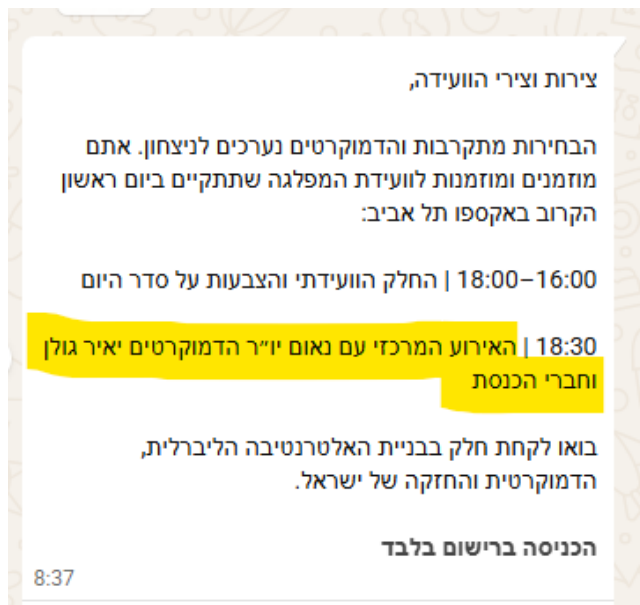 צירות וצירי הוועידה,
הבחירות מתקרבות והדמוקרטים נערכים לניצחון. אתם
מוזמנים ומוזמנות לוועידת המפלגה שתתקיים ביום ראשון
הקרוב באקספו תל אביב:
18:00–16:00 | החלק הוועידתי והצבעות על סדר היום
18:30 | האירוע המרכזי עם נאום יו״ר הדמוקרטים יאיר גולן
וחברי הכנסת
בואו לקחת חלק בבניית האלטרנטיבה הליברלית,
הדמוקרטית והחזקה של ישראל.
הכניסה ברישום בלבד
8:37